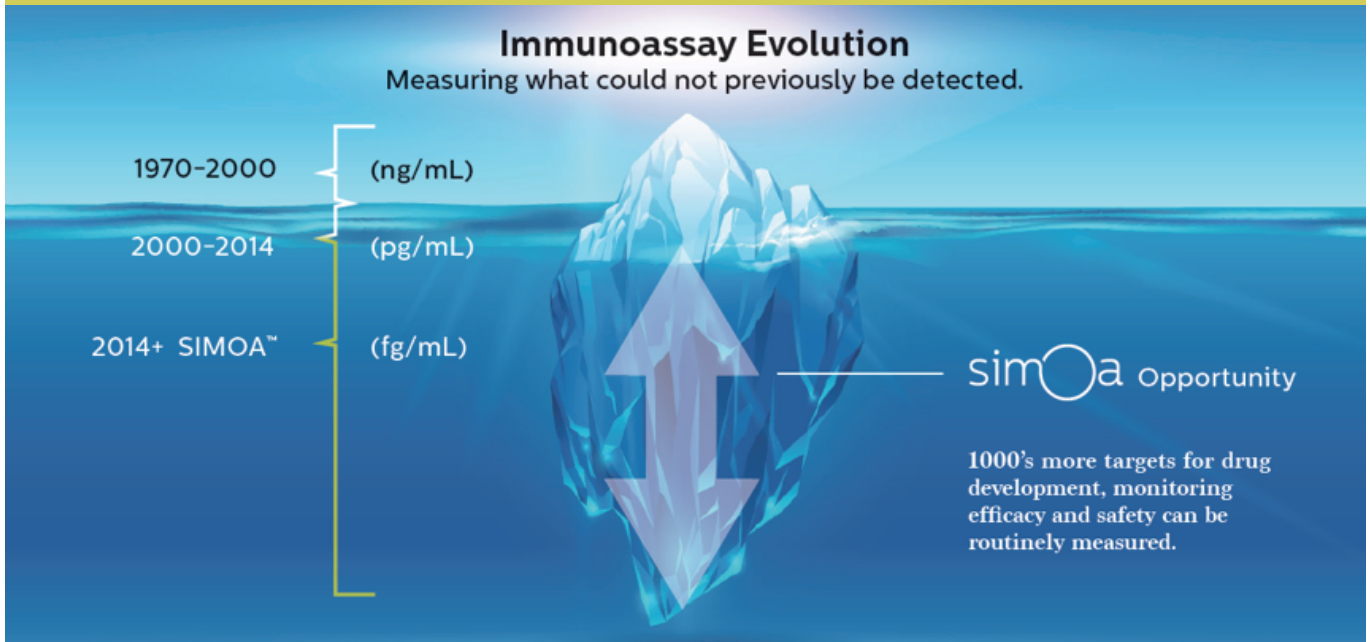 Immunoassay Evolution
Measuring what could not previously be detected.
1970-2000 (ng/mL)
2000-2014 (pg/mL)
2014+ SIMOA™ (fg/mL)
simoa Opportunity
1000's more targets for drug
development, monitoring
efficacy and safety can be
routinely measured.